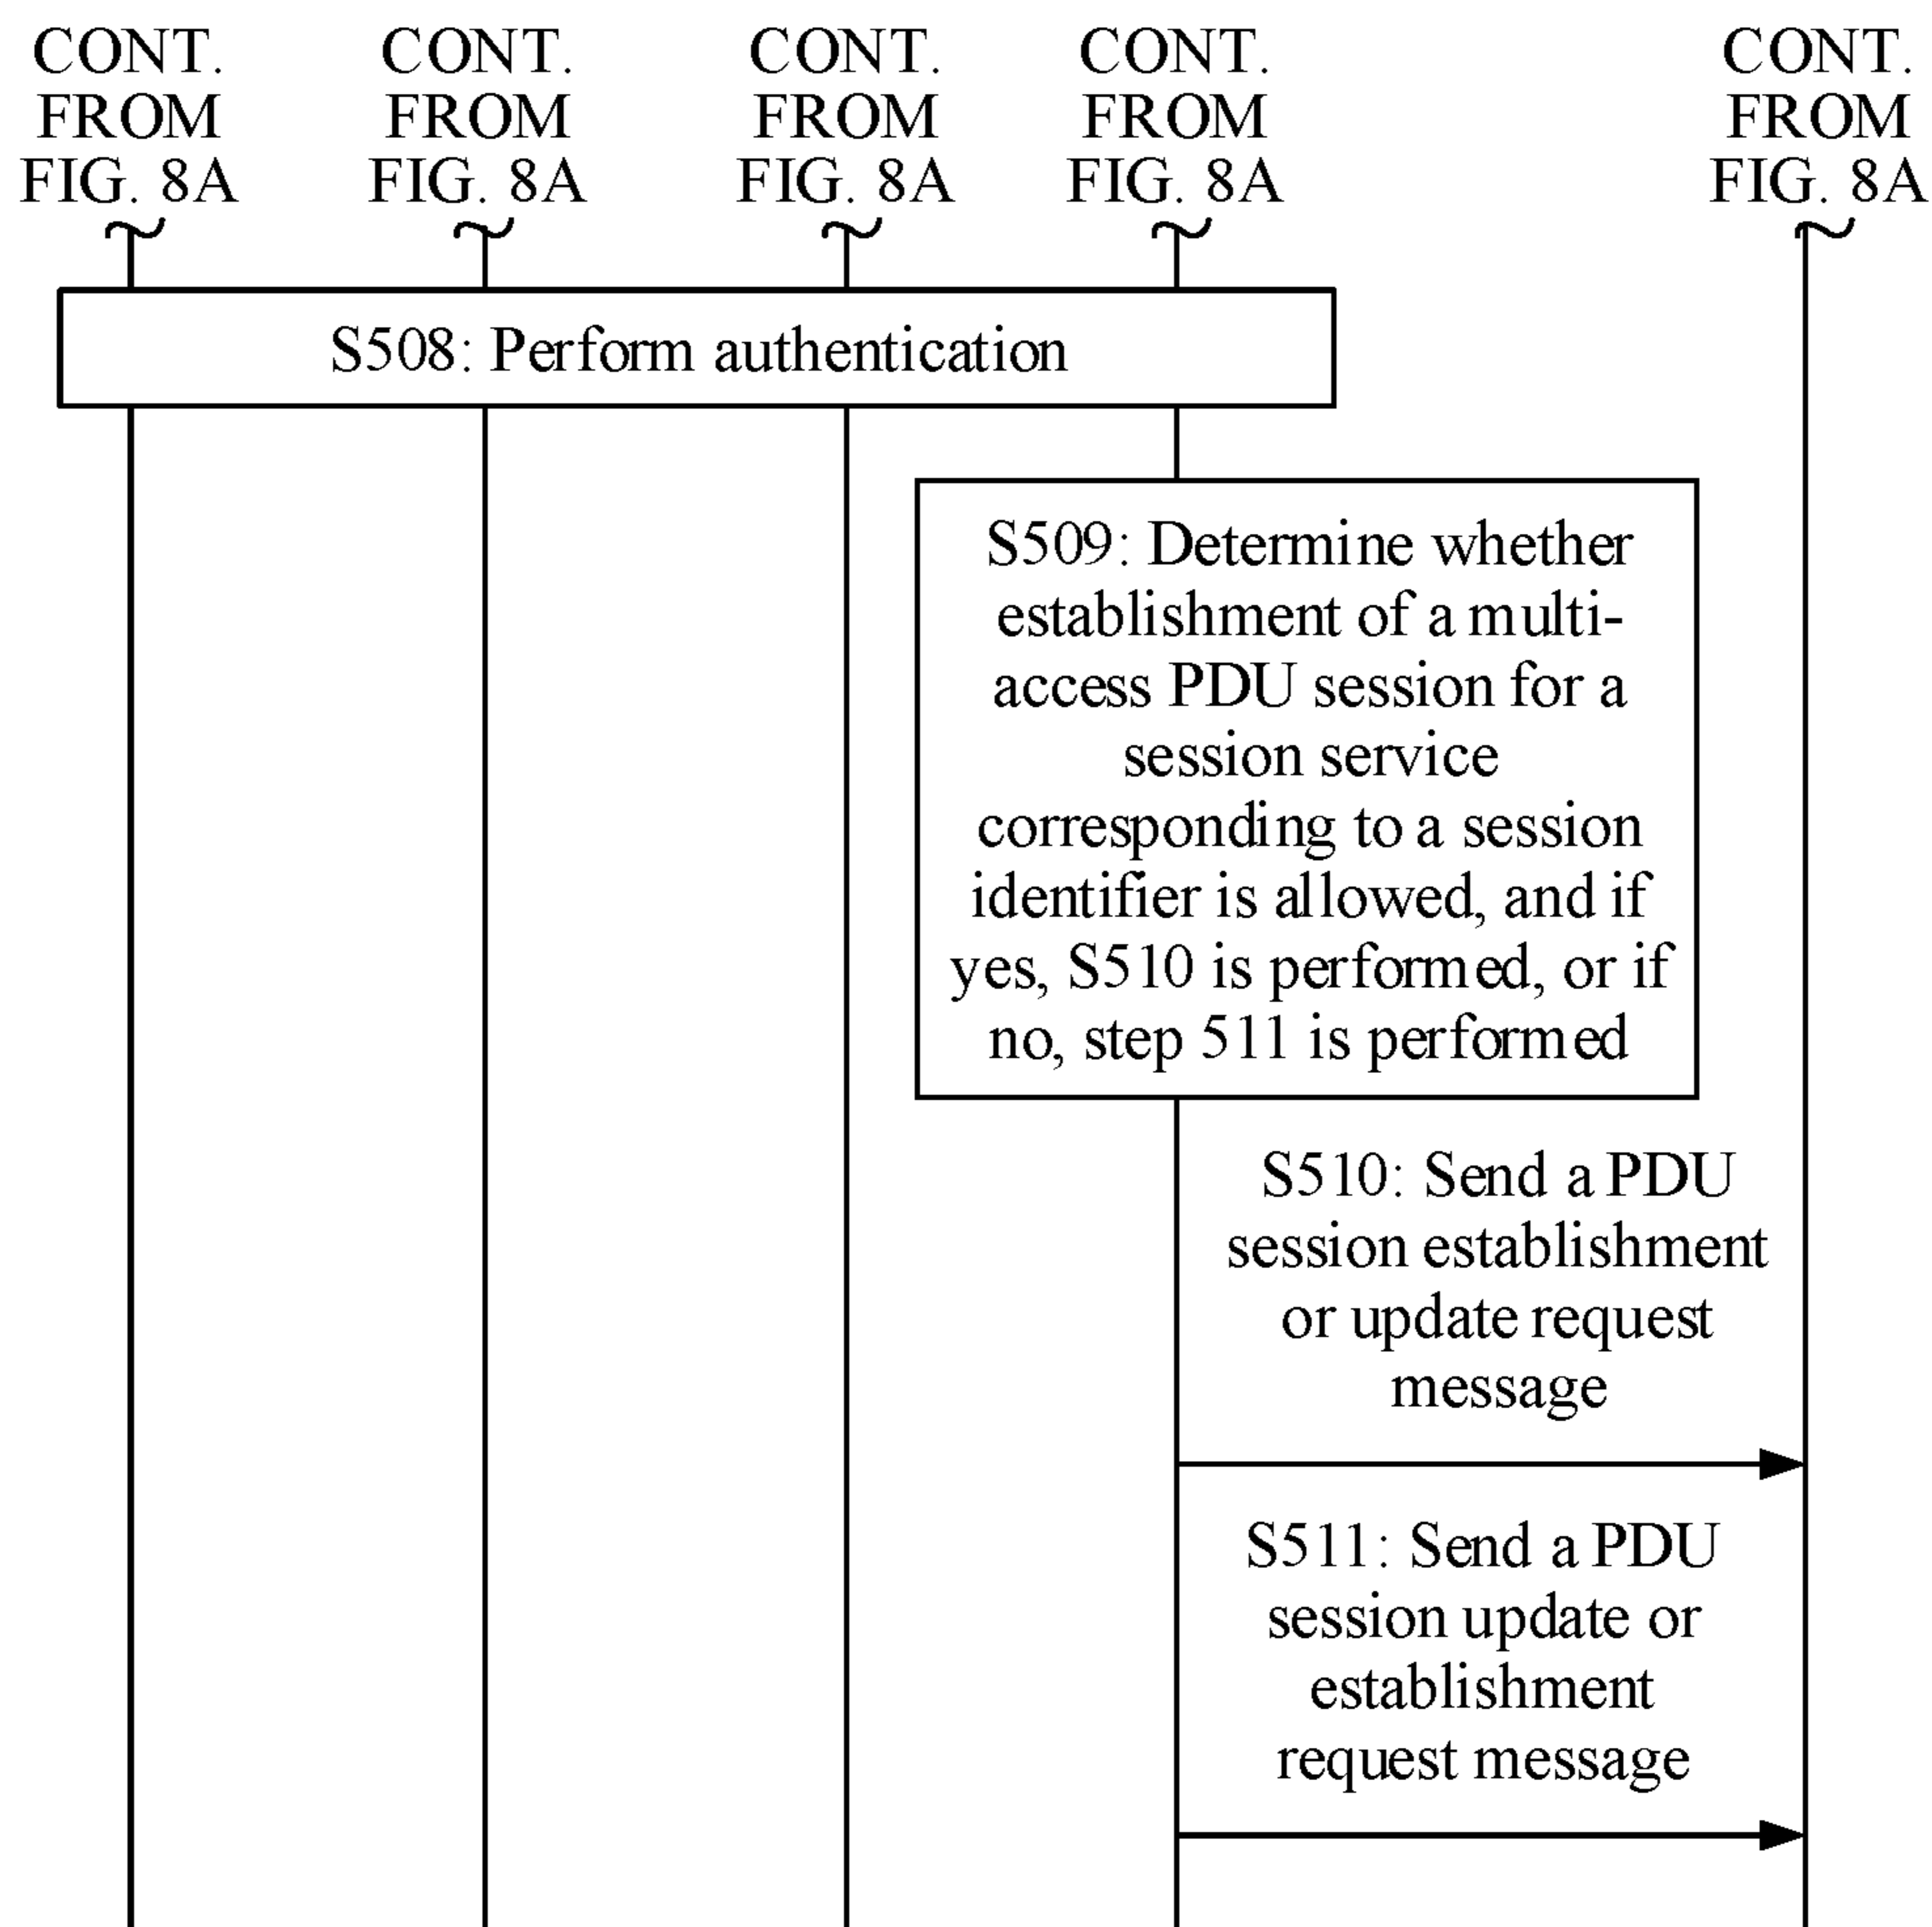 CONT.
FROM
FIG. 8A
CONT.
FROM
FIG. 8A
CONT.
FROM
FIG. 8A
CONT.
FROM
FIG. 8A
CONT.
FROM
FIG. 8A
S508: Perform authentication
S509: Determine whether
establishment of a multi-
access PDU session for a
session service
corresponding to a session
identifier is allowed, and if
yes, S510 is performed, or if
no, step 511 is performed
S510: Send a PDU
session establishment
or update request
message
S511: Send a PDU
session update or
establishment
request message